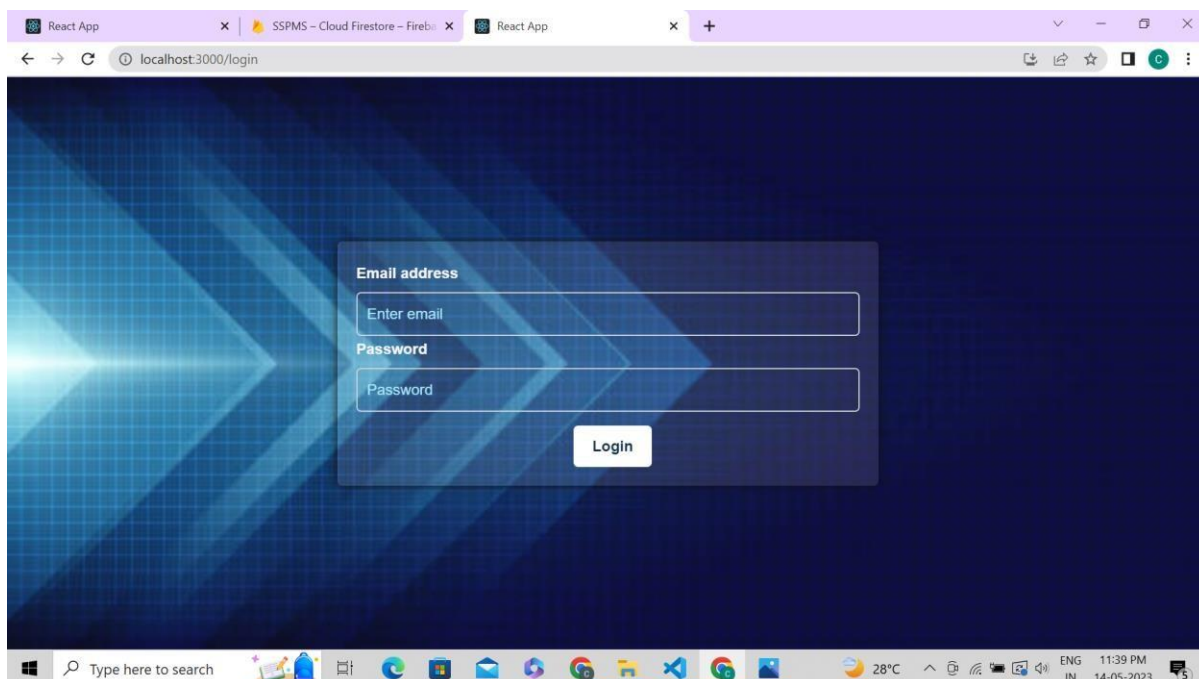 React App
SSPMS – Cloud Firestore – Fireba
React App
localhost:3000/login
C
Email address
Enter email
Password
Password
Login
Type here to search
28°C
ENG
11:39 PM
IN
14-05-2023
5